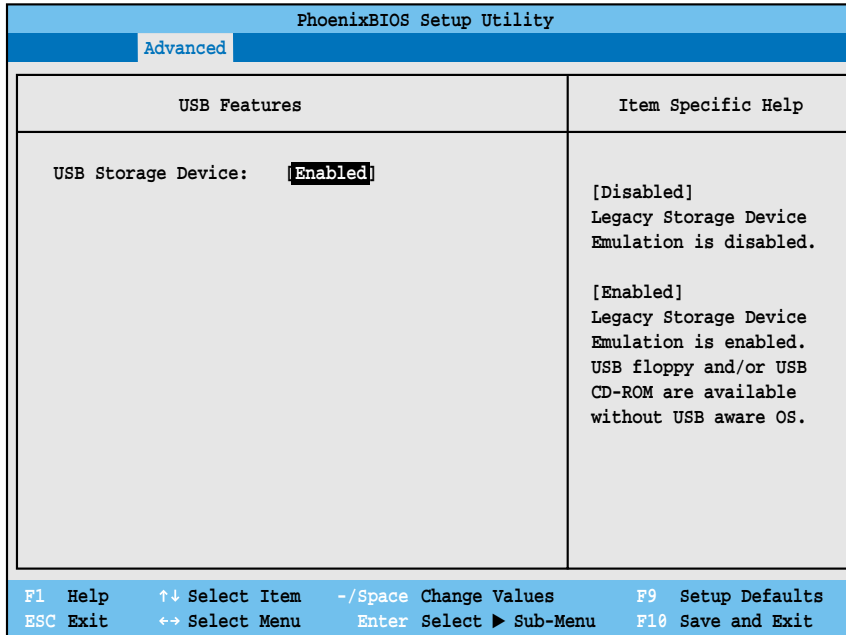 PhoenixBIOS Setup Utility
Advanced
USB Features
Item Specific Help
USB Storage Device: [Enabled]
[Disabled]
Legacy Storage Device
Emulation is disabled.
[Enabled]
Legacy Storage Device
Emulation is enabled.
USB floppy and/or USB
CD-ROM are available
without USB aware OS.
F1 Help ↑↓ Select Item -/Space Change Values F9 Setup Defaults
ESC Exit ←→ Select Menu Enter Select ▶ Sub-Menu F10 Save and Exit